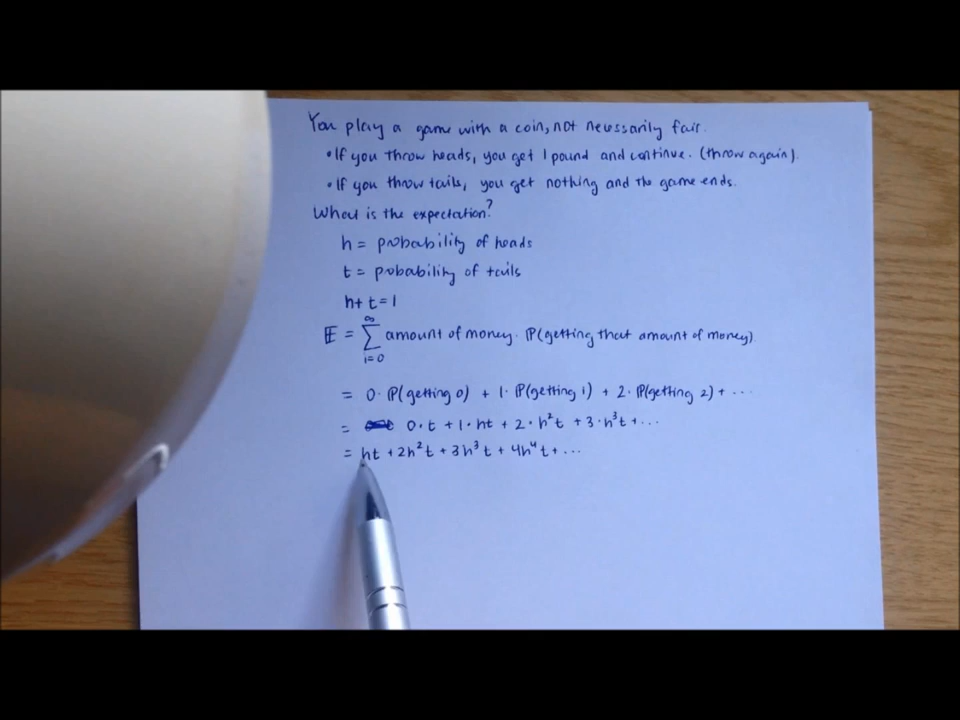 You play a game with a coin, not necessarily fair.
• If you throw heads, you get 1 pound and continue. (throw again).
• If you throw tails, you get nothing and the game ends.
What is the expectation?
h = probability of heads
t = probability of tails
h + t = 1
𝔼 = ∑_{i=0}^{∞} amount of money · ℙ(getting that amount of money)
= 0 · ℙ(getting 0) + 1 · ℙ(getting 1) + 2 · ℙ(getting 2) + ...
= 0 · t + 1 · ht + 2 · h²t + 3 · h³t + ...
= ht + 2h²t + 3h³t + 4h⁴t + ...